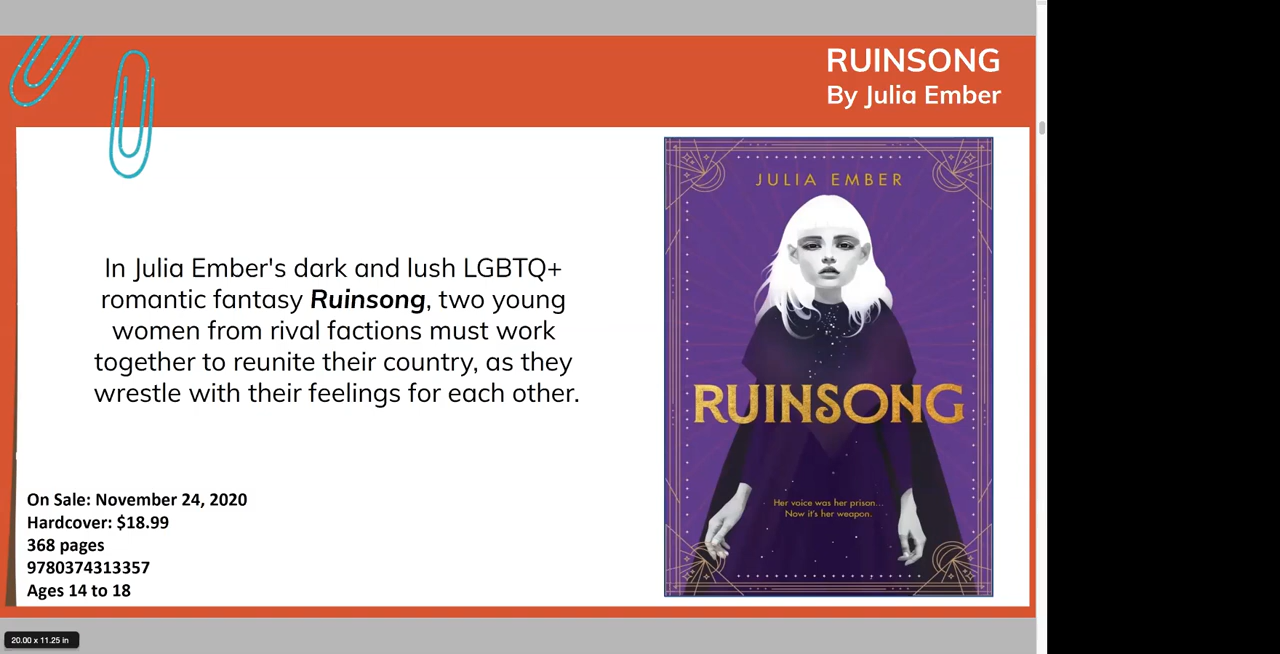 RUINSONG
By Julia Ember
In Julia Ember's dark and lush LGBTQ+
romantic fantasy Ruinsong, two young
women from rival factions must work
together to reunite their country, as they
wrestle with their feelings for each other.
On Sale: November 24, 2020
Hardcover: $18.99
368 pages
9780374313357
Ages 14 to 18
JULIA EMBER
RUINSONG
Her voice was her prison...
Now it's her weapon.
20.00 x 11.25 in